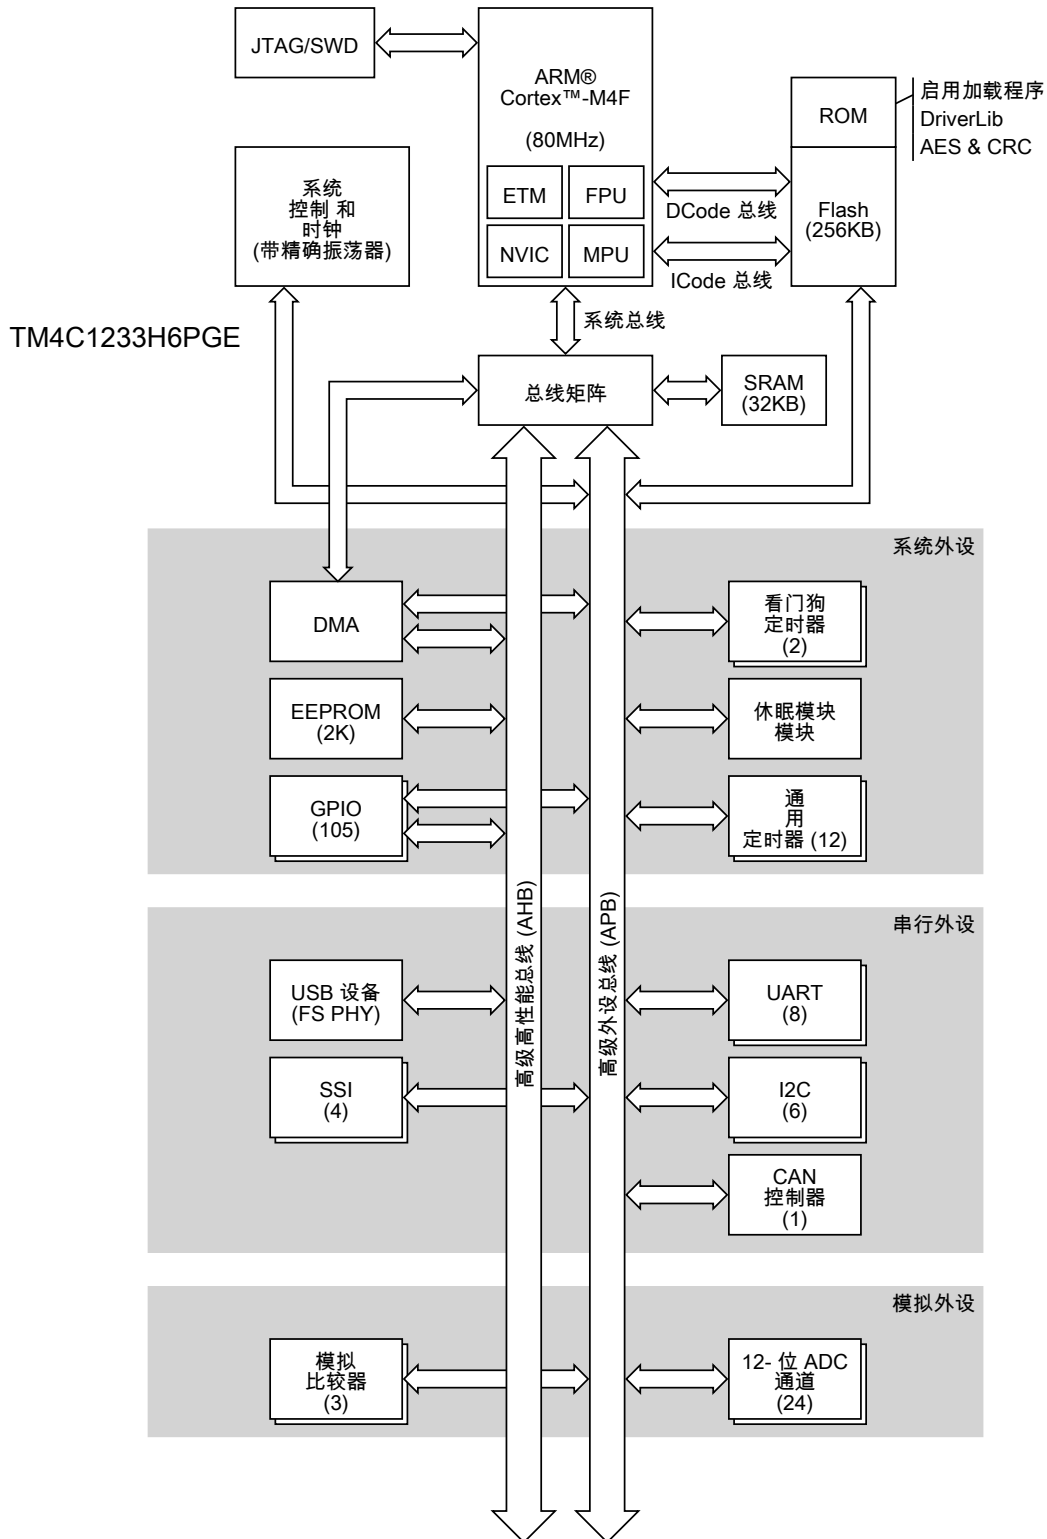 JTAG/SWD
ARM®
Cortex™-M4F
(80MHz)
ETM
FPU
NVIC
MPU
ROM
启用加载程序
DriverLib
AES & CRC
Flash
(256KB)
DCode 总线
ICode 总线
系统
控制 和
时钟
(带精确振荡器)
系统总线
TM4C1233H6PGE
总线矩阵
SRAM
(32KB)
系统外设
DMA
看门狗
定时器
(2)
EEPROM
(2K)
休眠模块
模块
GPIO
(105)
通
用
定时器 (12)
高级高性能总线 (AHB)
高级外设总线 (APB)
串行外设
USB 设备
(FS PHY)
UART
(8)
SSI
(4)
I2C
(6)
CAN
控制器
(1)
模拟外设
模拟
比较器
(3)
12- 位 ADC
通道
(24)